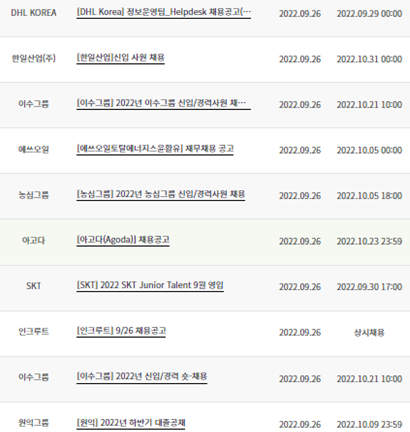 DHL KOREA [DHL Korea] 정보운영팀_Helpdesk 채용공고(… 2022.09.26 2022.09.29 00:00
한일산업(주) [한일산업]신입 사원 채용 2022.09.26 2022.10.31 00:00
이수그룹 [이수그룹] 2022년 이수그룹 신입/경력사원 채… 2022.09.26 2022.10.21 10:00
에쓰오일 [에쓰오일토탈에너지스윤활유] 재무채용 공고 2022.09.26 2022.10.05 00:00
농심그룹 [농심그룹] 2022년 농심그룹 신입/경력사원 채용 2022.09.26 2022.10.05 18:00
아고다 [아고다(Agoda)] 채용공고 2022.09.26 2022.10.23 23:59
SKT [SKT] 2022 SKT Junior Talent 9월 영입 2022.09.26 2022.09.30 17:00
인크루트 [인크루트] 9/26 채용공고 2022.09.26 상시채용
이수그룹 [이수그룹] 2022년 신입/경력 숏-채용 2022.09.26 2022.10.21 10:00
원익그룹 [원익] 2022년 하반기 대졸공채 2022.09.26 2022.10.09 23:59